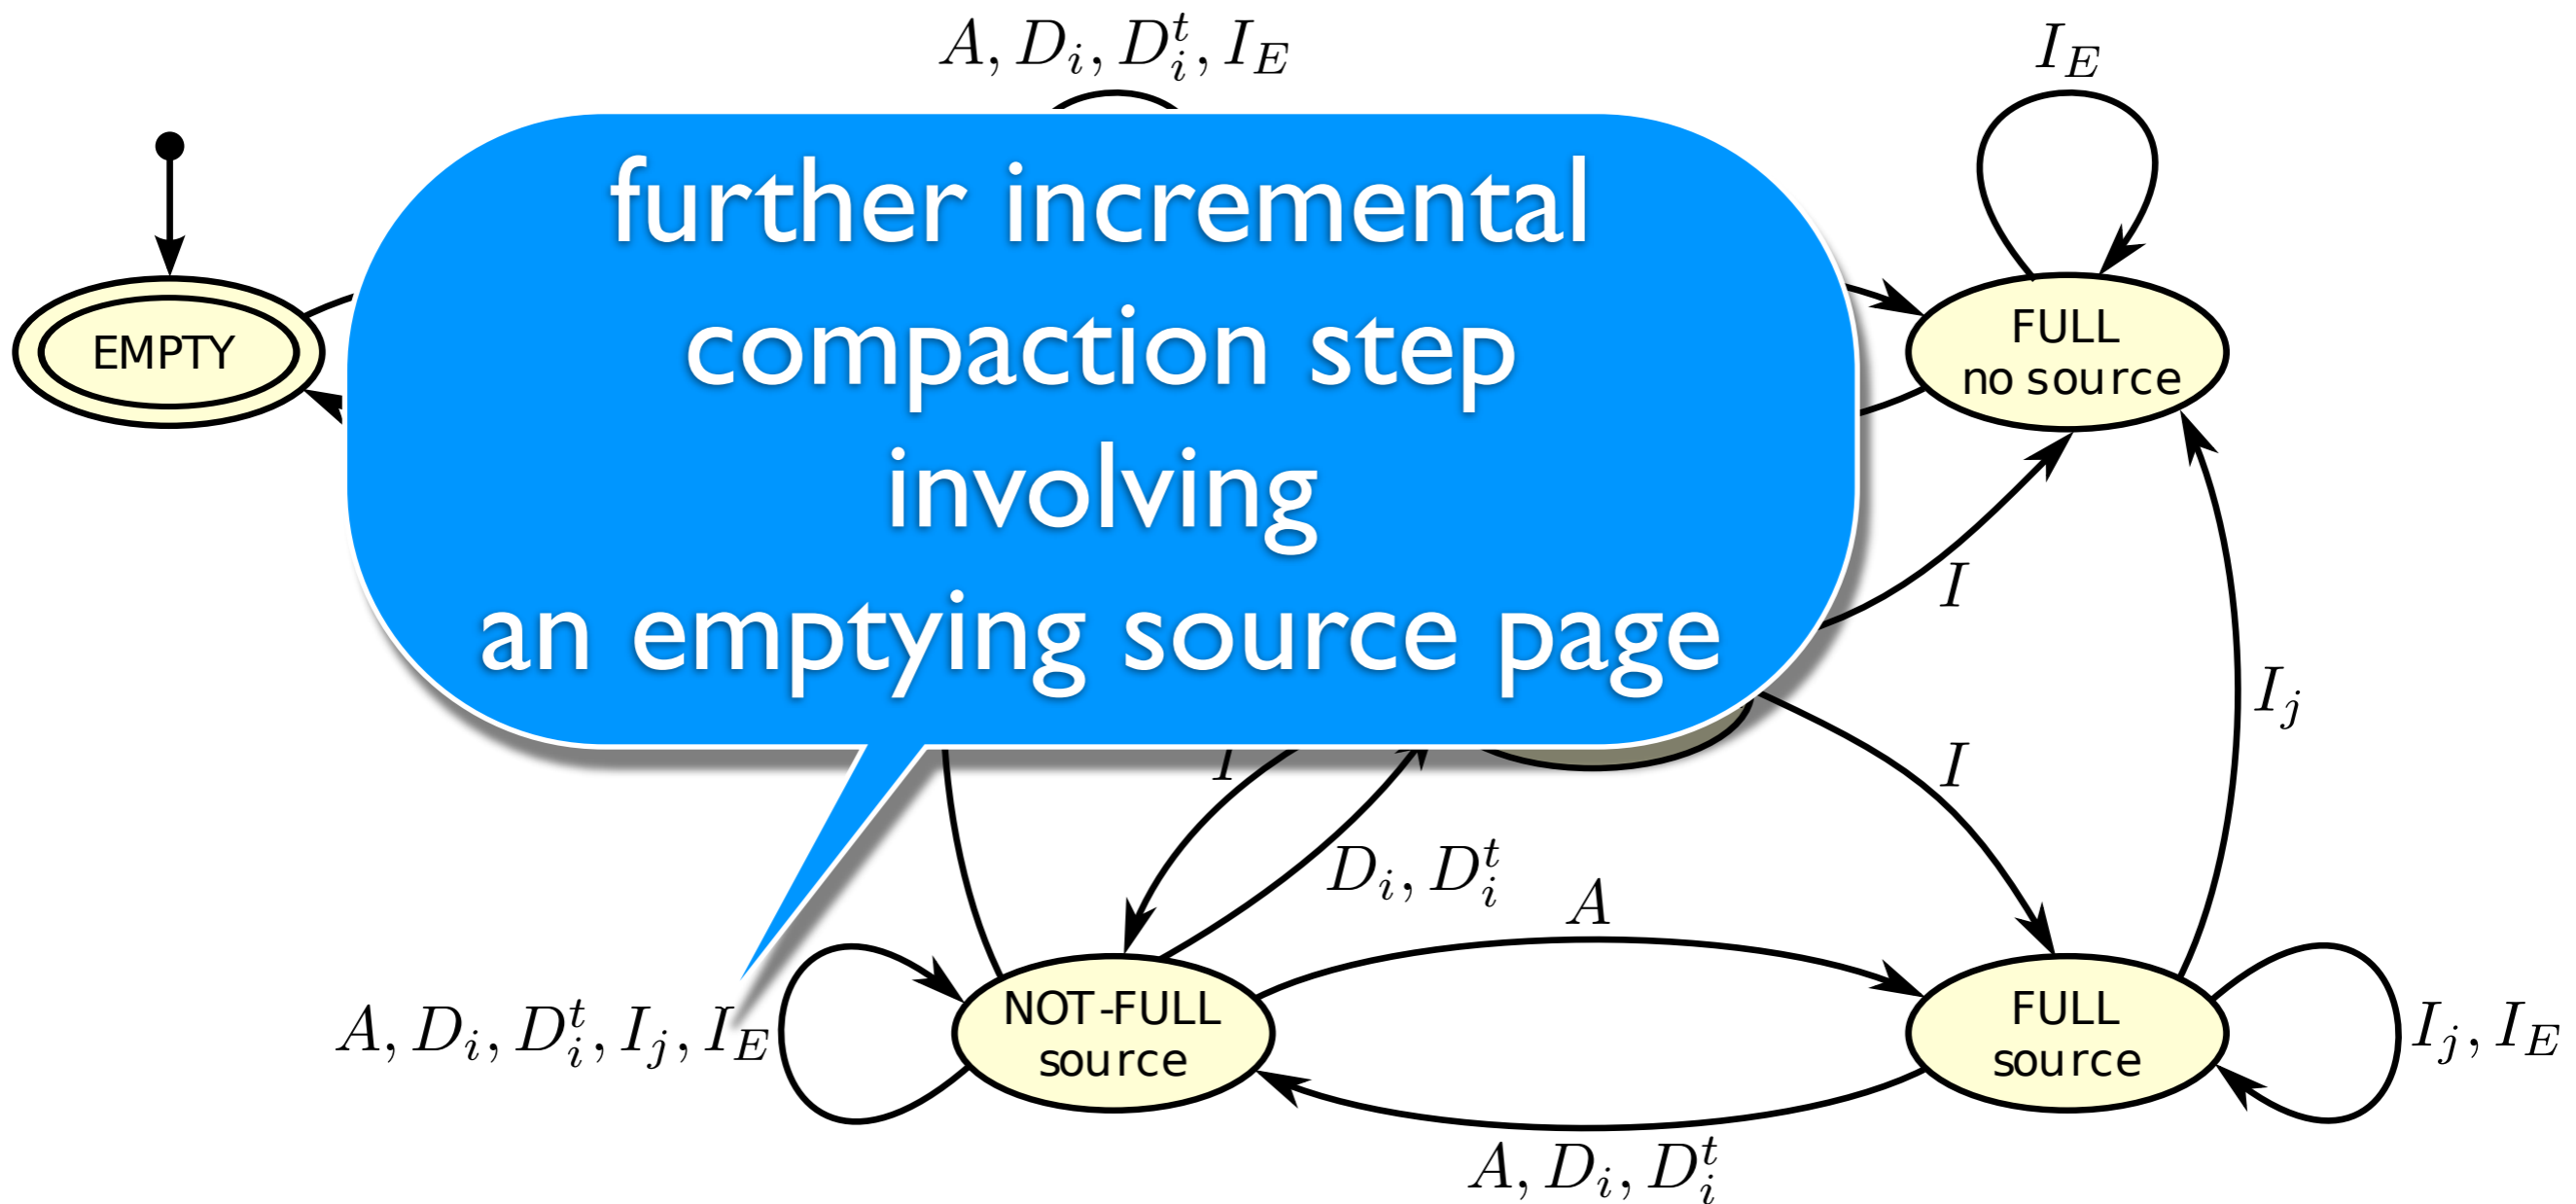 A, D_i, D_i^t, I_E
I_E
further incremental
compaction step
involving
an emptying source page
EMPTY
FULL
no source
I
I_j
I
I
D_i, D_i^t
A
A, D_i, D_i^t, I_j, I_E
NOT-FULL
source
FULL
source
I_j, I_E
A, D_i, D_i^t